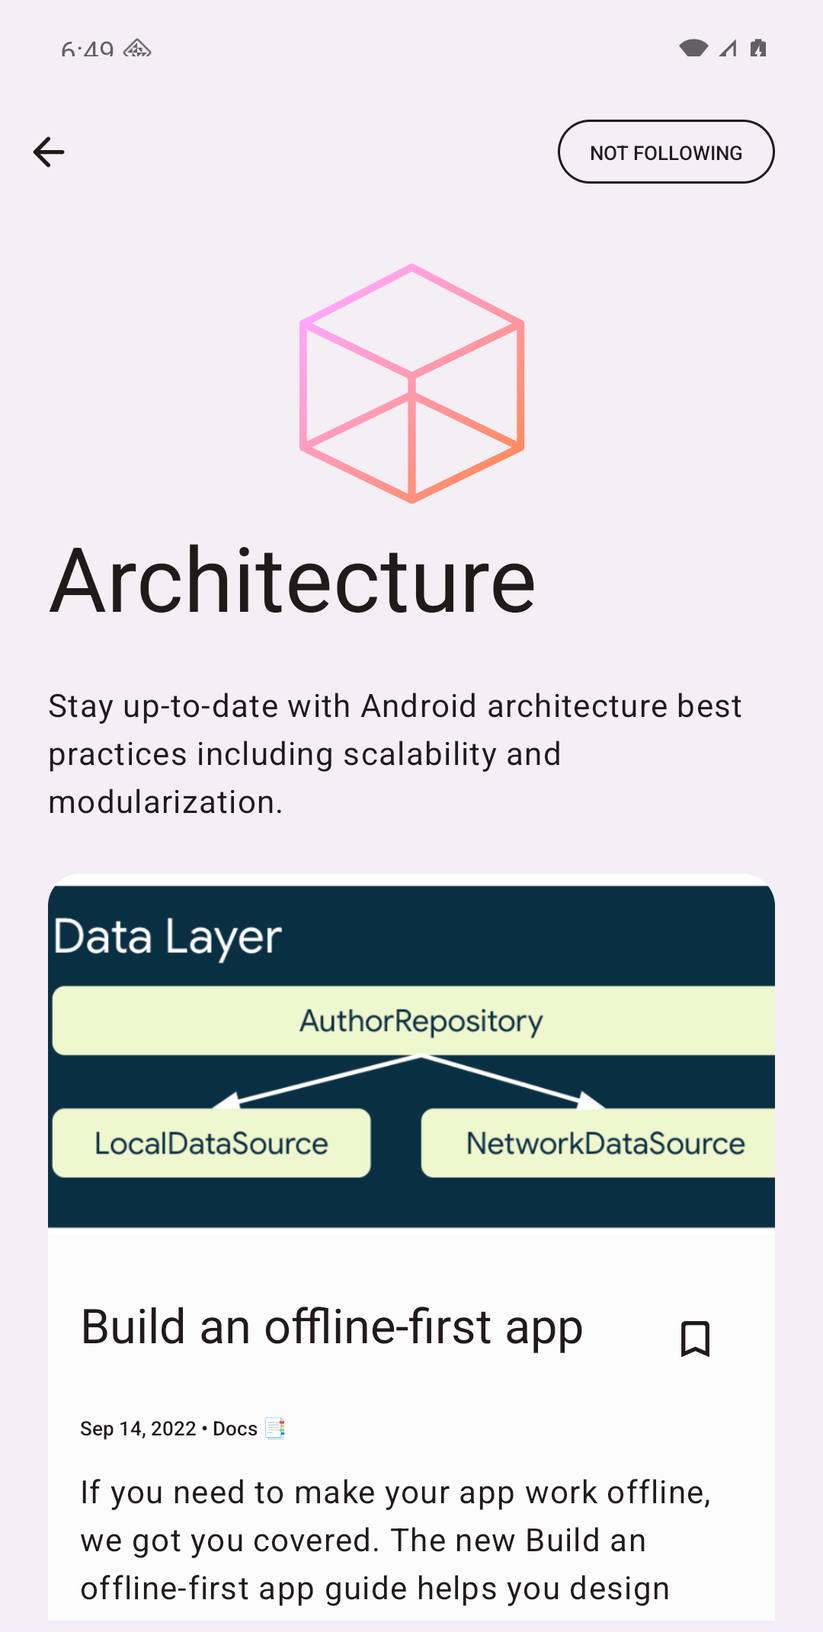 6:49
NOT FOLLOWING
Architecture
Stay up-to-date with Android architecture best
practices including scalability and
modularization.
Data Layer
AuthorRepository
LocalDataSource
NetworkDataSource
Build an offline-first app
Sep 14, 2022 • Docs 📑
If you need to make your app work offline,
we got you covered. The new Build an
offline-first app guide helps you design